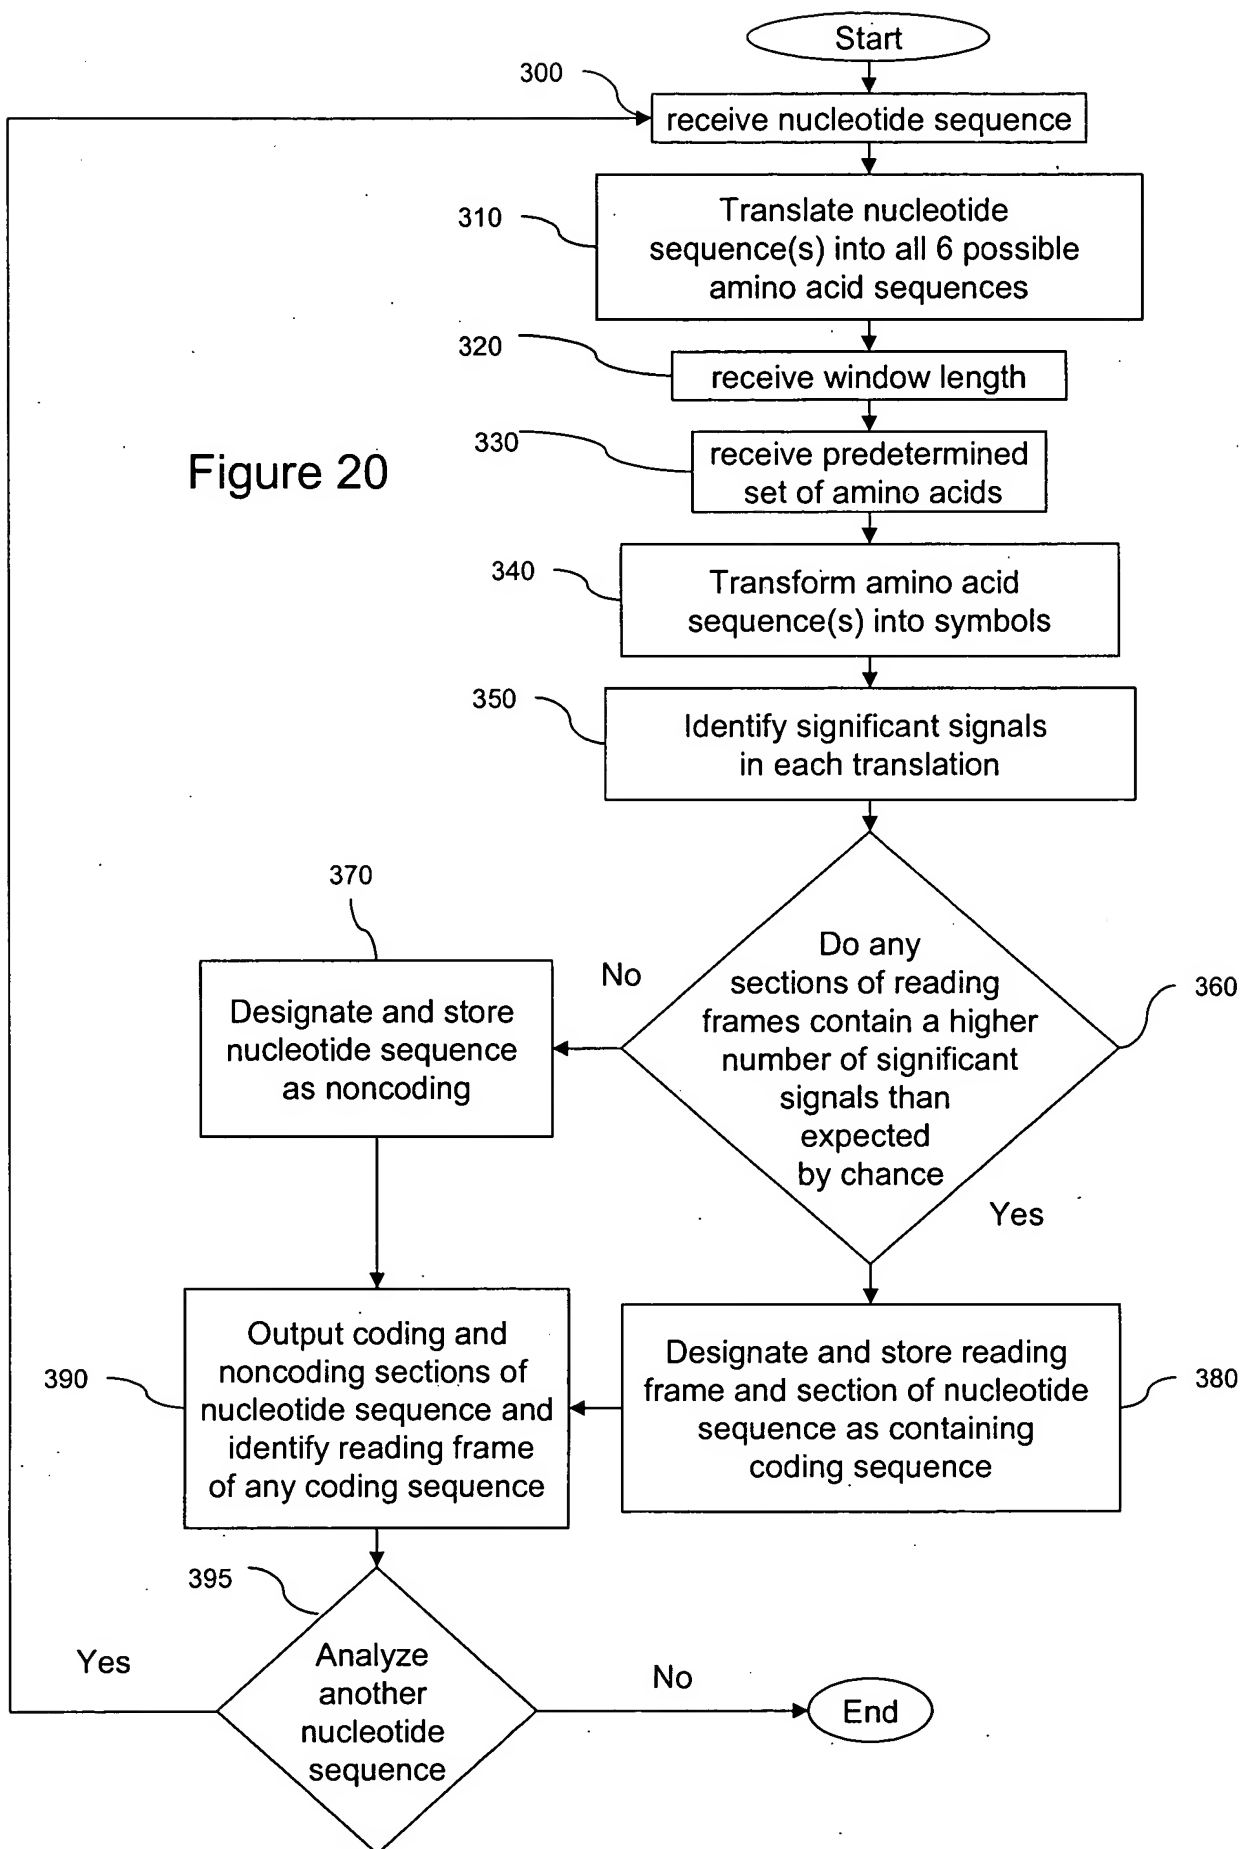 Start
300
receive nucleotide sequence
310
Translate nucleotide
sequence(s) into all 6 possible
amino acid sequences
320
receive window length
330
receive predetermined
set of amino acids
Figure 20
340
Transform amino acid
sequence(s) into symbols
350
Identify significant signals
in each translation
360
Do any
sections of reading
frames contain a higher
number of significant
signals than
expected
by chance
No
Yes
370
Designate and store
nucleotide sequence
as noncoding
380
Designate and store reading
frame and section of nucleotide
sequence as containing
coding sequence
390
Output coding and
noncoding sections of
nucleotide sequence and
identify reading frame
of any coding sequence
395
Analyze
another
nucleotide
sequence
Yes
No
End